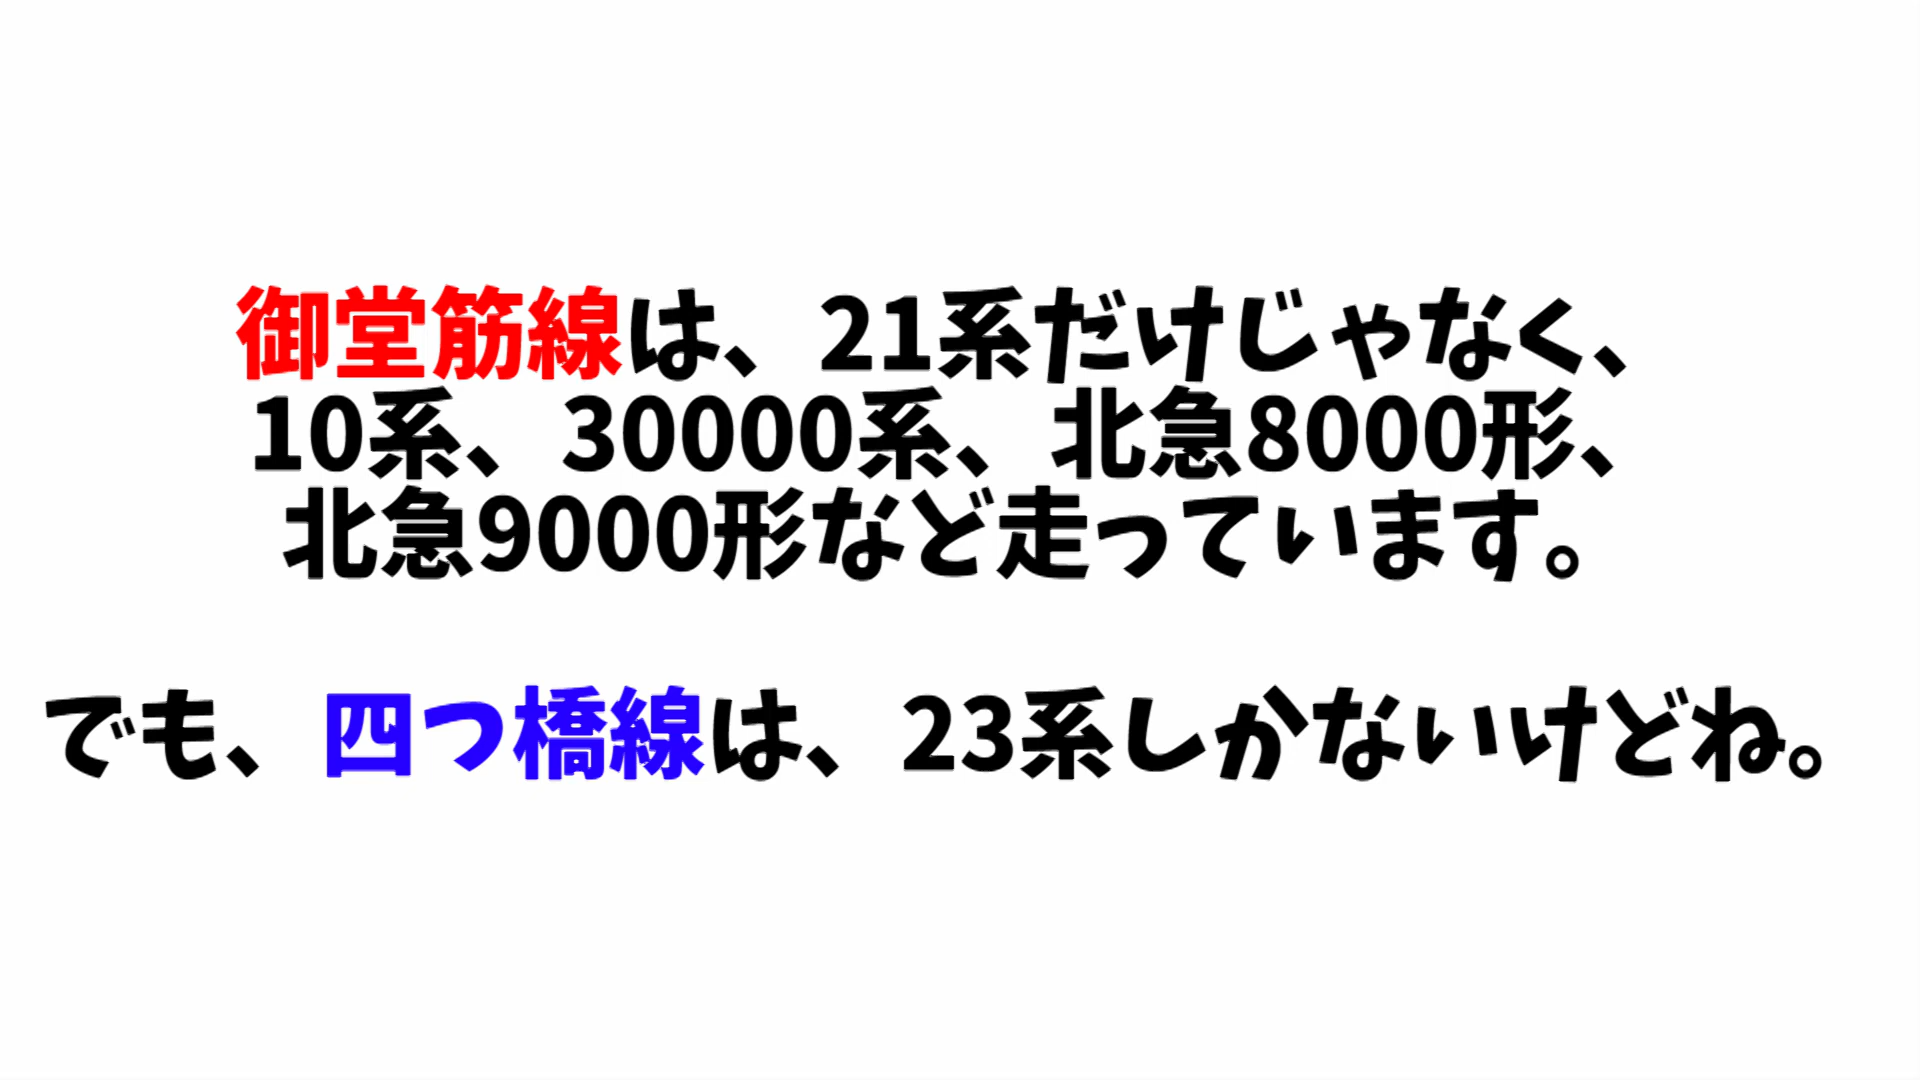 御堂筋線は、21系だけじゃなく、
10系、30000系、北急8000形、
北急9000形など走っています。
でも、四つ橋線は、23系しかないけどね。